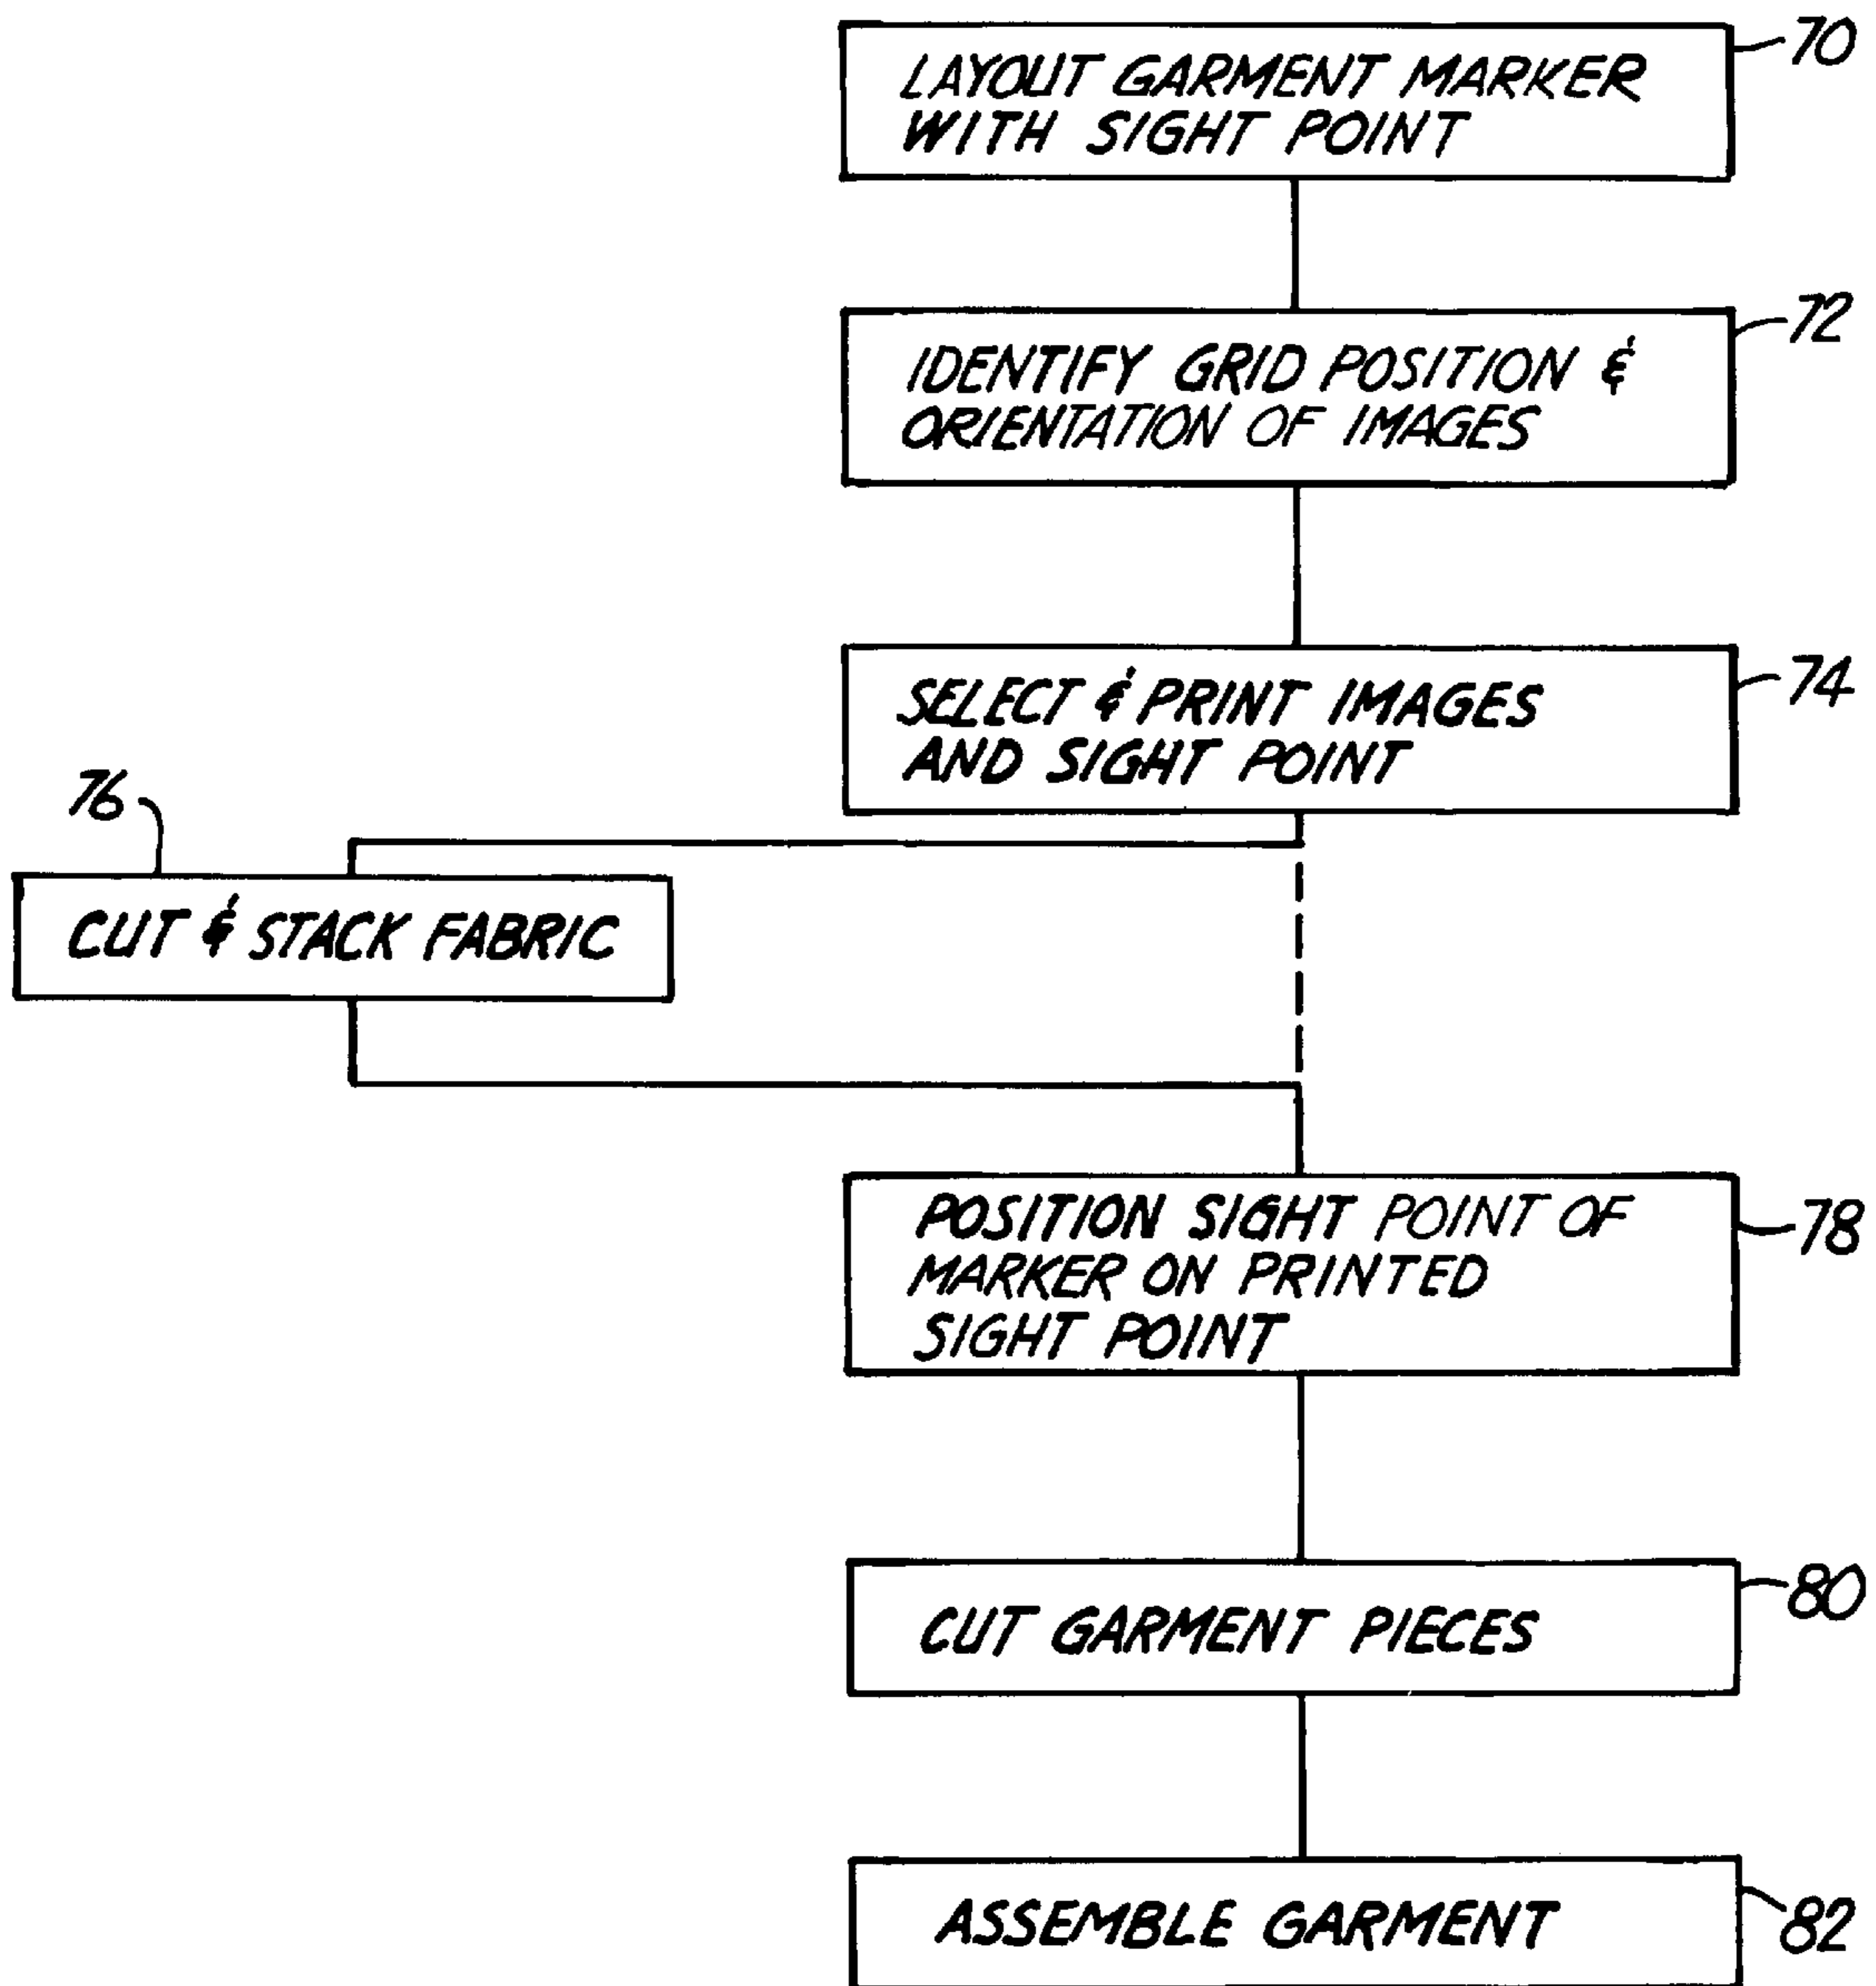 70
LAYOUT GARMENT MARKER
WITH SIGHT POINT
72
IDENTIFY GRID POSITION &
ORIENTATION OF IMAGES
74
SELECT & PRINT IMAGES
AND SIGHT POINT
76
CUT & STACK FABRIC
78
POSITION SIGHT POINT OF
MARKER ON PRINTED
SIGHT POINT
80
CUT GARMENT PIECES
82
ASSEMBLE GARMENT